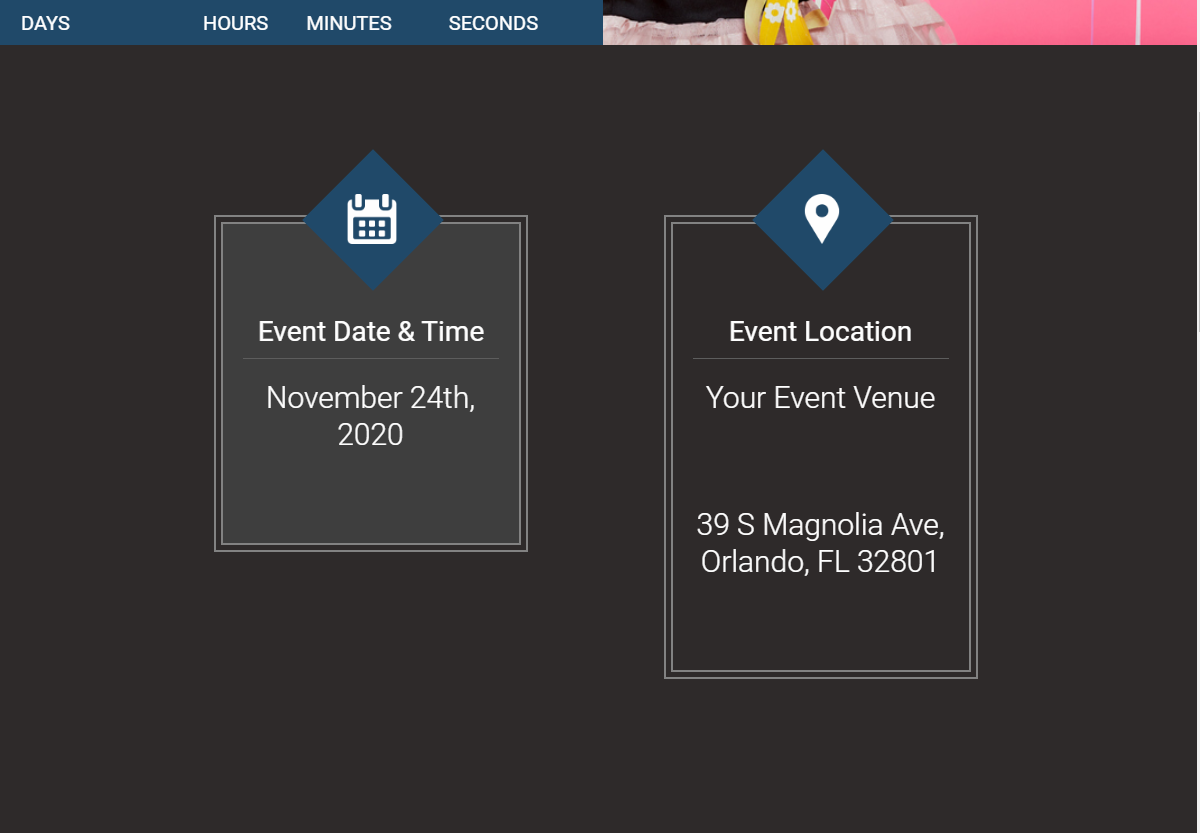 DAYS HOURS MINUTES SECONDS
Event Date & Time
November 24th,
2020
Event Location
Your Event Venue
39 S Magnolia Ave,
Orlando, FL 32801